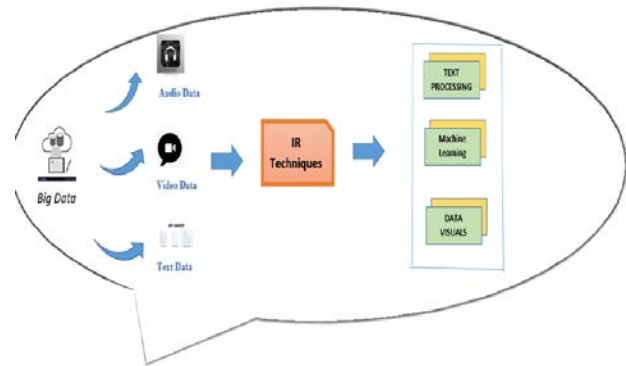 Audio Data
Big Data
Video Data
Text Data
IR
Techniques
TEXT
PROCESSING
Machine
Learning
DATA
VISUALS